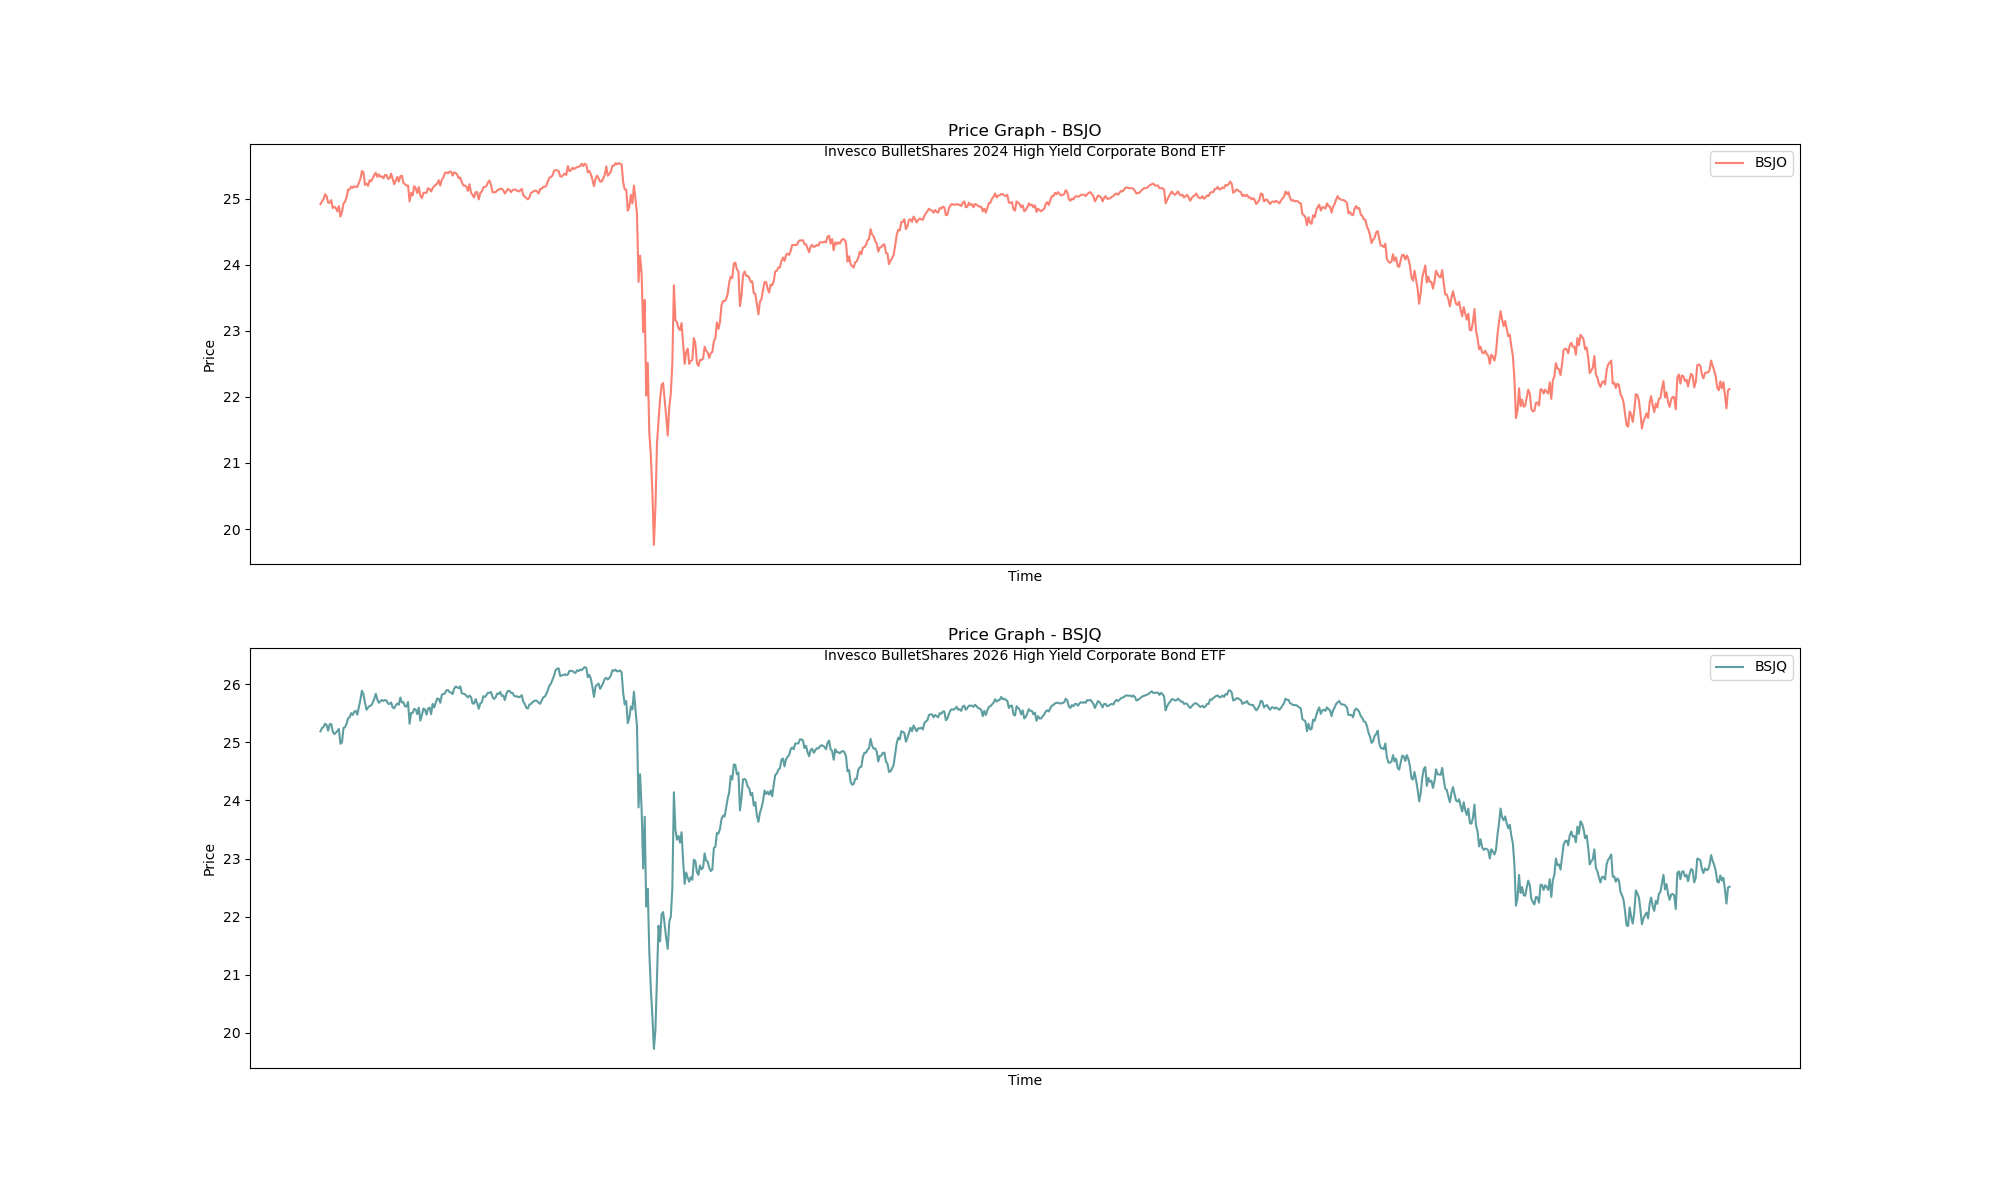 Price Graph - BSJO
Invesco BulletShares 2024 High Yield Corporate Bond ETF
BSJO
25
24
23
22
21
20
Price
Time
Price Graph - BSJQ
Invesco BulletShares 2026 High Yield Corporate Bond ETF
BSJQ
26
25
24
23
22
21
20
Price
Time